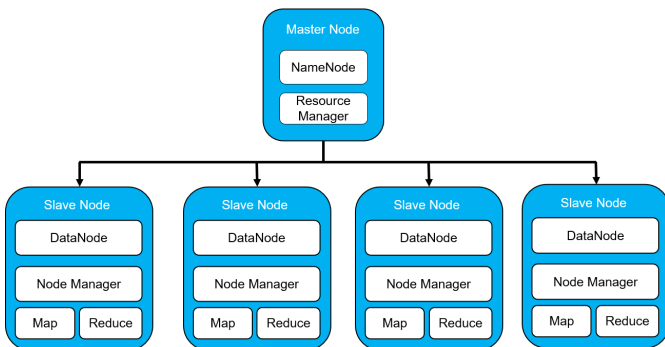 Master Node
NameNode
Resource
Manager
Slave Node
DataNode
Node Manager
Map
Reduce
Slave Node
DataNode
Node Manager
Map
Reduce
Slave Node
DataNode
Node Manager
Map
Reduce
Slave Node
DataNode
Node Manager
Map
Reduce